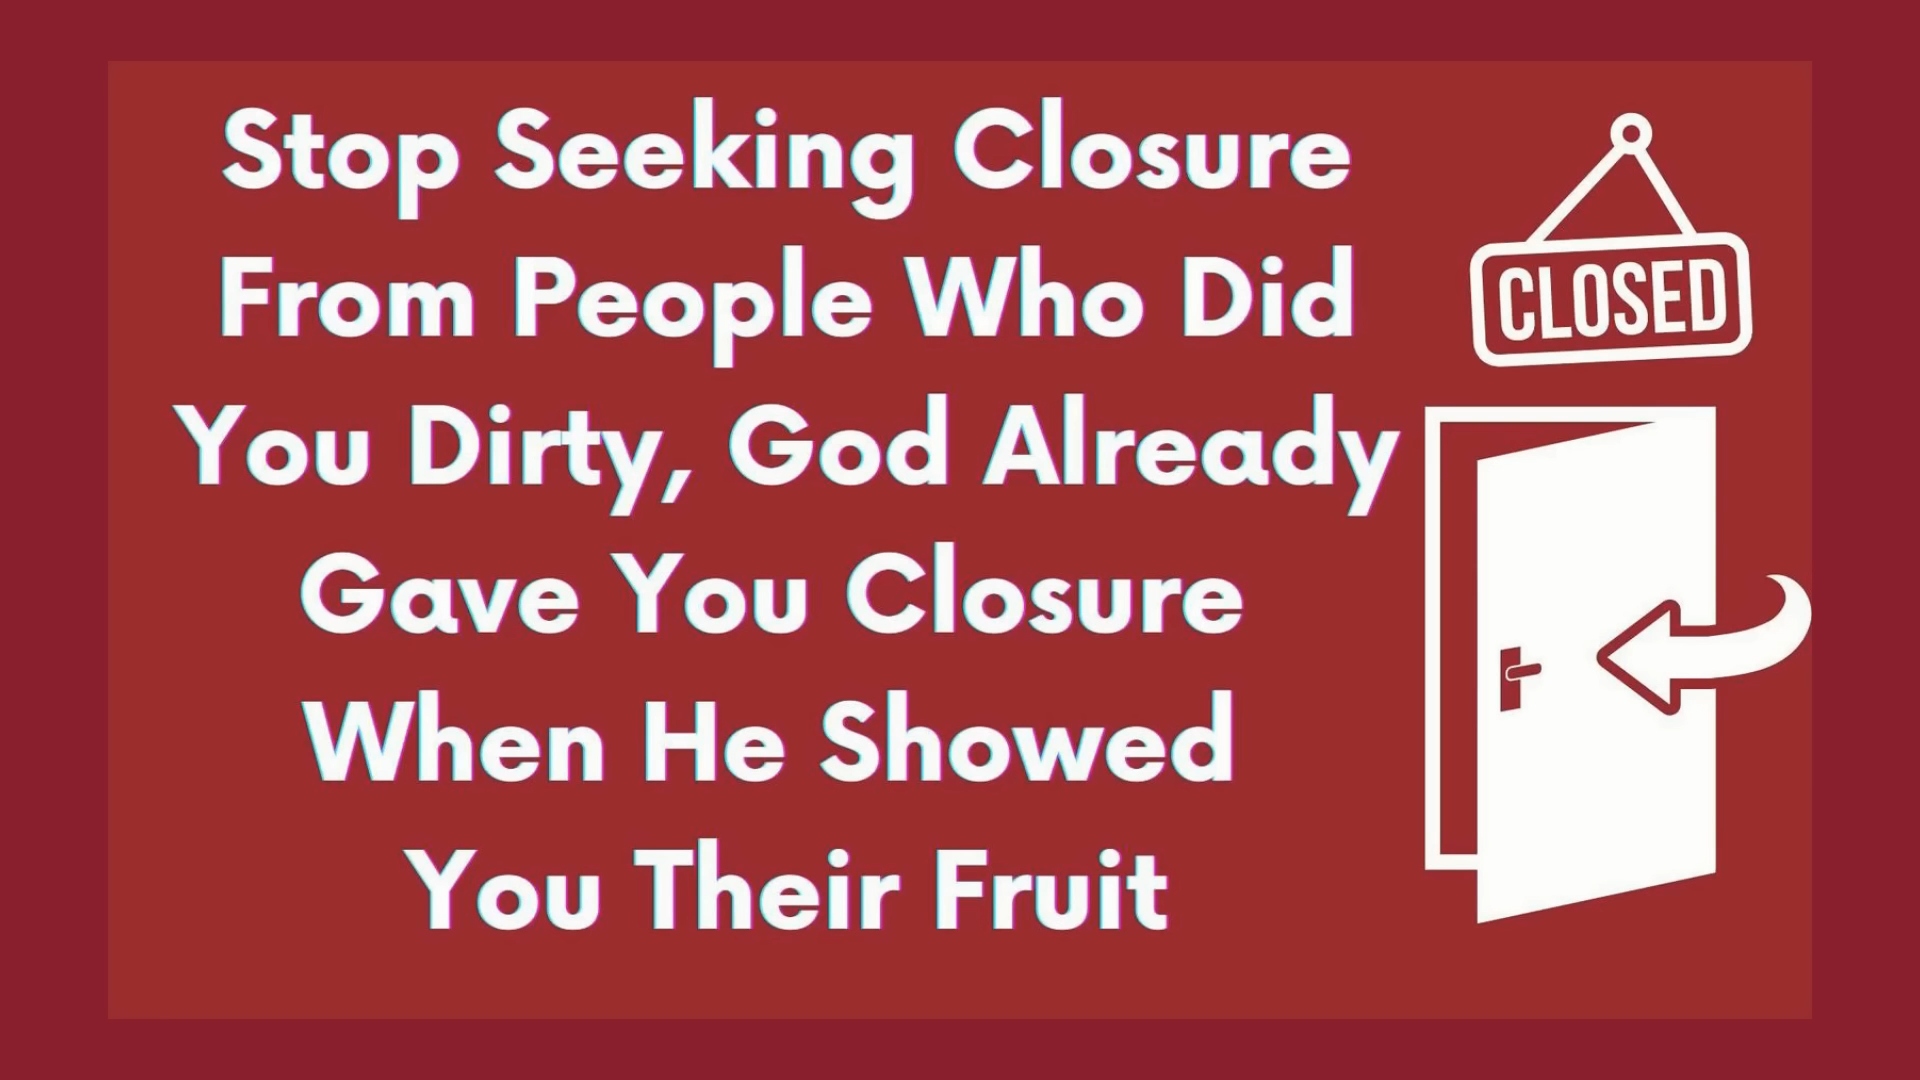 Stop Seeking Closure
From People Who Did
You Dirty, God Already
Gave You Closure
When He Showed
You Their Fruit
CLOSED